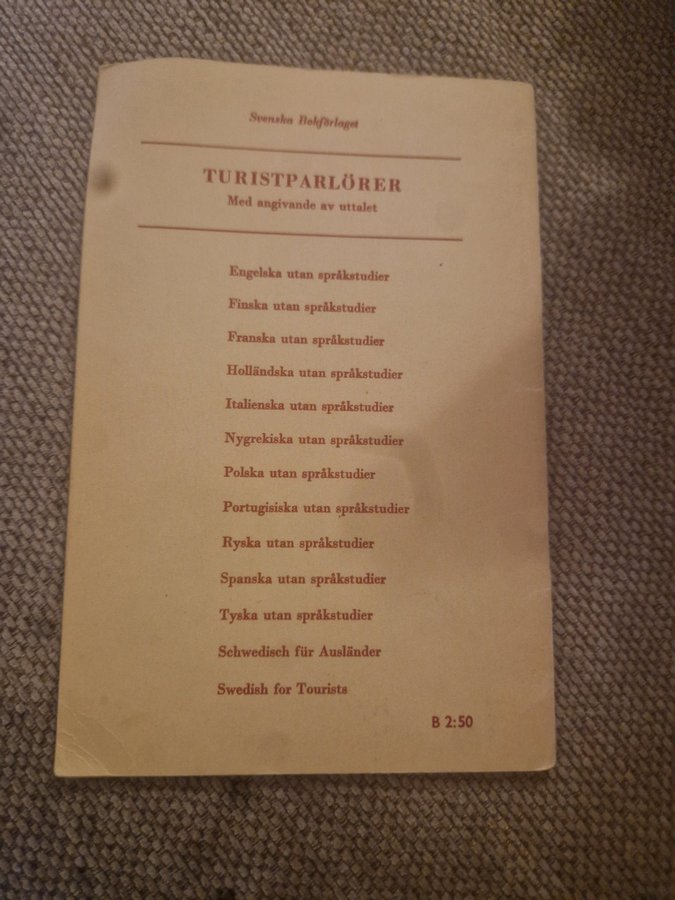 Svenska Bokförlaget
TURISTPARLÖRER
Med angivande av uttalet
Engelska utan språkstudier
Finska utan språkstudier
Franska utan språkstudier
Holländska utan språkstudier
Italienska utan språkstudier
Nygrekiska utan språkstudier
Polska utan språkstudier
Portugisiska utan språkstudier
Ryska utan språkstudier
Spanska utan språkstudier
Tyska utan språkstudier
Schwedisch für Ausländer
Swedish for Tourists
B 2:50